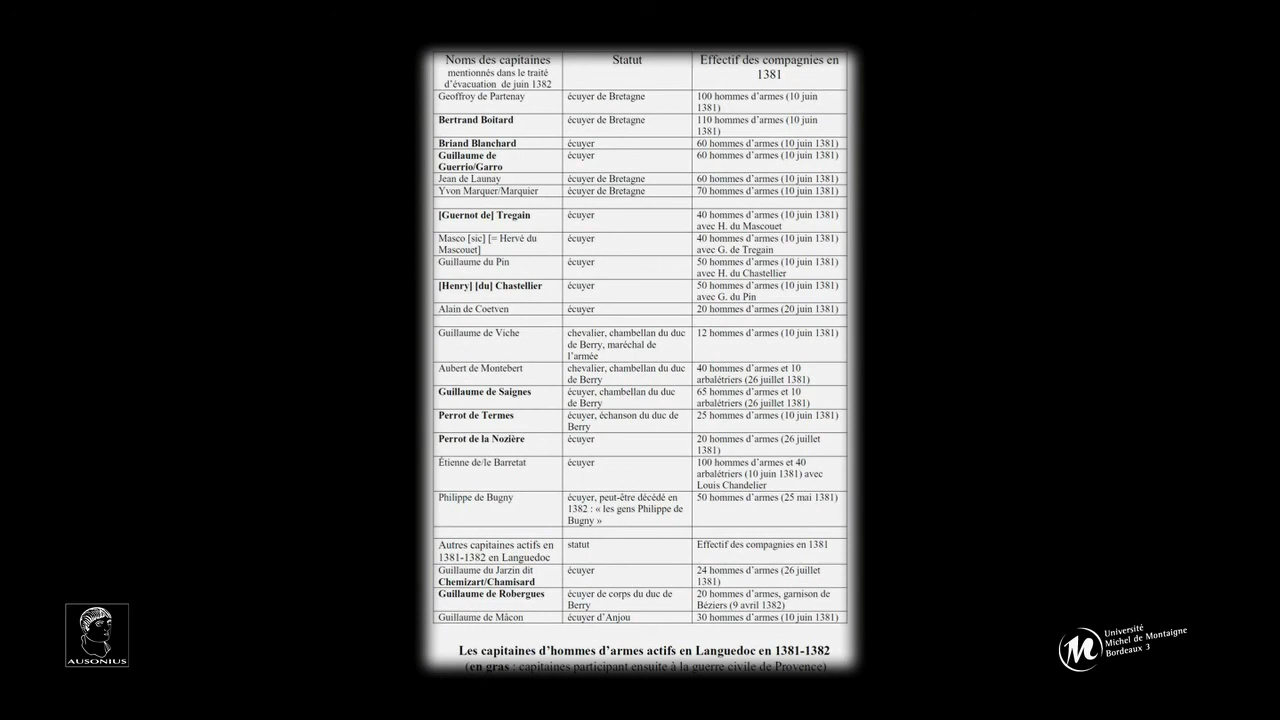 Noms des capitaines
mentionnés dans le traité
d'évacuation de juin 1382
Statut
Effectif des compagnies en
1381
Geoffroy de Partenay
écuyer de Bretagne
100 hommes d'armes (10 juin
1381)
Bertrand Boitard
écuyer de Bretagne
110 hommes d'armes (10 juin
1381)
Briand Blanchard
écuyer
60 hommes d'armes (10 juin 1381)
Guillaume de
Guerrio/Garro
écuyer
60 hommes d'armes (10 juin 1381)
Jean de Launay
écuyer de Bretagne
60 hommes d'armes (10 juin 1381)
Yvon Marquer/Marquier
écuyer de Bretagne
70 hommes d'armes (10 juin 1381)
[Guernot de] Tregain
écuyer
40 hommes d'armes (10 juin 1381)
avec H. du Mascouet
Masco [sic] [= Hervé du
Mascouet]
écuyer
40 hommes d'armes (10 juin 1381)
avec G. de Tregain
Guillaume du Pin
écuyer
50 hommes d'armes (10 juin 1381)
avec H. du Chastellier
[Henry] [du] Chastellier
écuyer
50 hommes d'armes (10 juin 1381)
avec G. du Pin
Alain de Coetven
écuyer
20 hommes d'armes (20 juin 1381)
Guillaume de Viche
chevalier, chambellan du duc
de Berry, maréchal de
l'armée
12 hommes d'armes (10 juin 1381)
Aubert de Montebert
chevalier, chambellan du duc
de Berry
40 hommes d'armes et 10
arbalétriers (26 juillet 1381)
Guillaume de Saignes
écuyer, chambellan du duc
de Berry
65 hommes d'armes et 10
arbalétriers (26 juillet 1381)
Perrot de Termes
écuyer, échanson du duc de
Berry
25 hommes d'armes (10 juin 1381)
Perrot de la Nozière
écuyer
20 hommes d'armes (26 juillet
1381)
Étienne de/le Barretat
écuyer
100 hommes d'armes et 40
arbalétriers (10 juin 1381) avec
Louis Chandelier
Philippe de Bugny
écuyer, peut-être décédé en
1382 : « les gens Philippe de
Bugny »
50 hommes d'armes (25 mai 1381)
Autres capitaines actifs en
1381-1382 en Languedoc
statut
Effectif des compagnies en 1381
Guillaume du Jarzin dit
Chemizart/Chamisard
écuyer
24 hommes d'armes (26 juillet
1381)
Guillaume de Robergues
écuyer de corps du duc de
Berry
20 hommes d'armes, garnison de
Béziers (9 avril 1382)
Guillaume de Mâcon
écuyer d'Anjou
30 hommes d'armes (10 juin 1381)
Les capitaines d'hommes d'armes actifs en Languedoc en 1381-1382
(en gras : capitaines participant ensuite à la guerre civile de Provence)
AUSONIUS
Université
Michel de Montaigne
Bordeaux 3